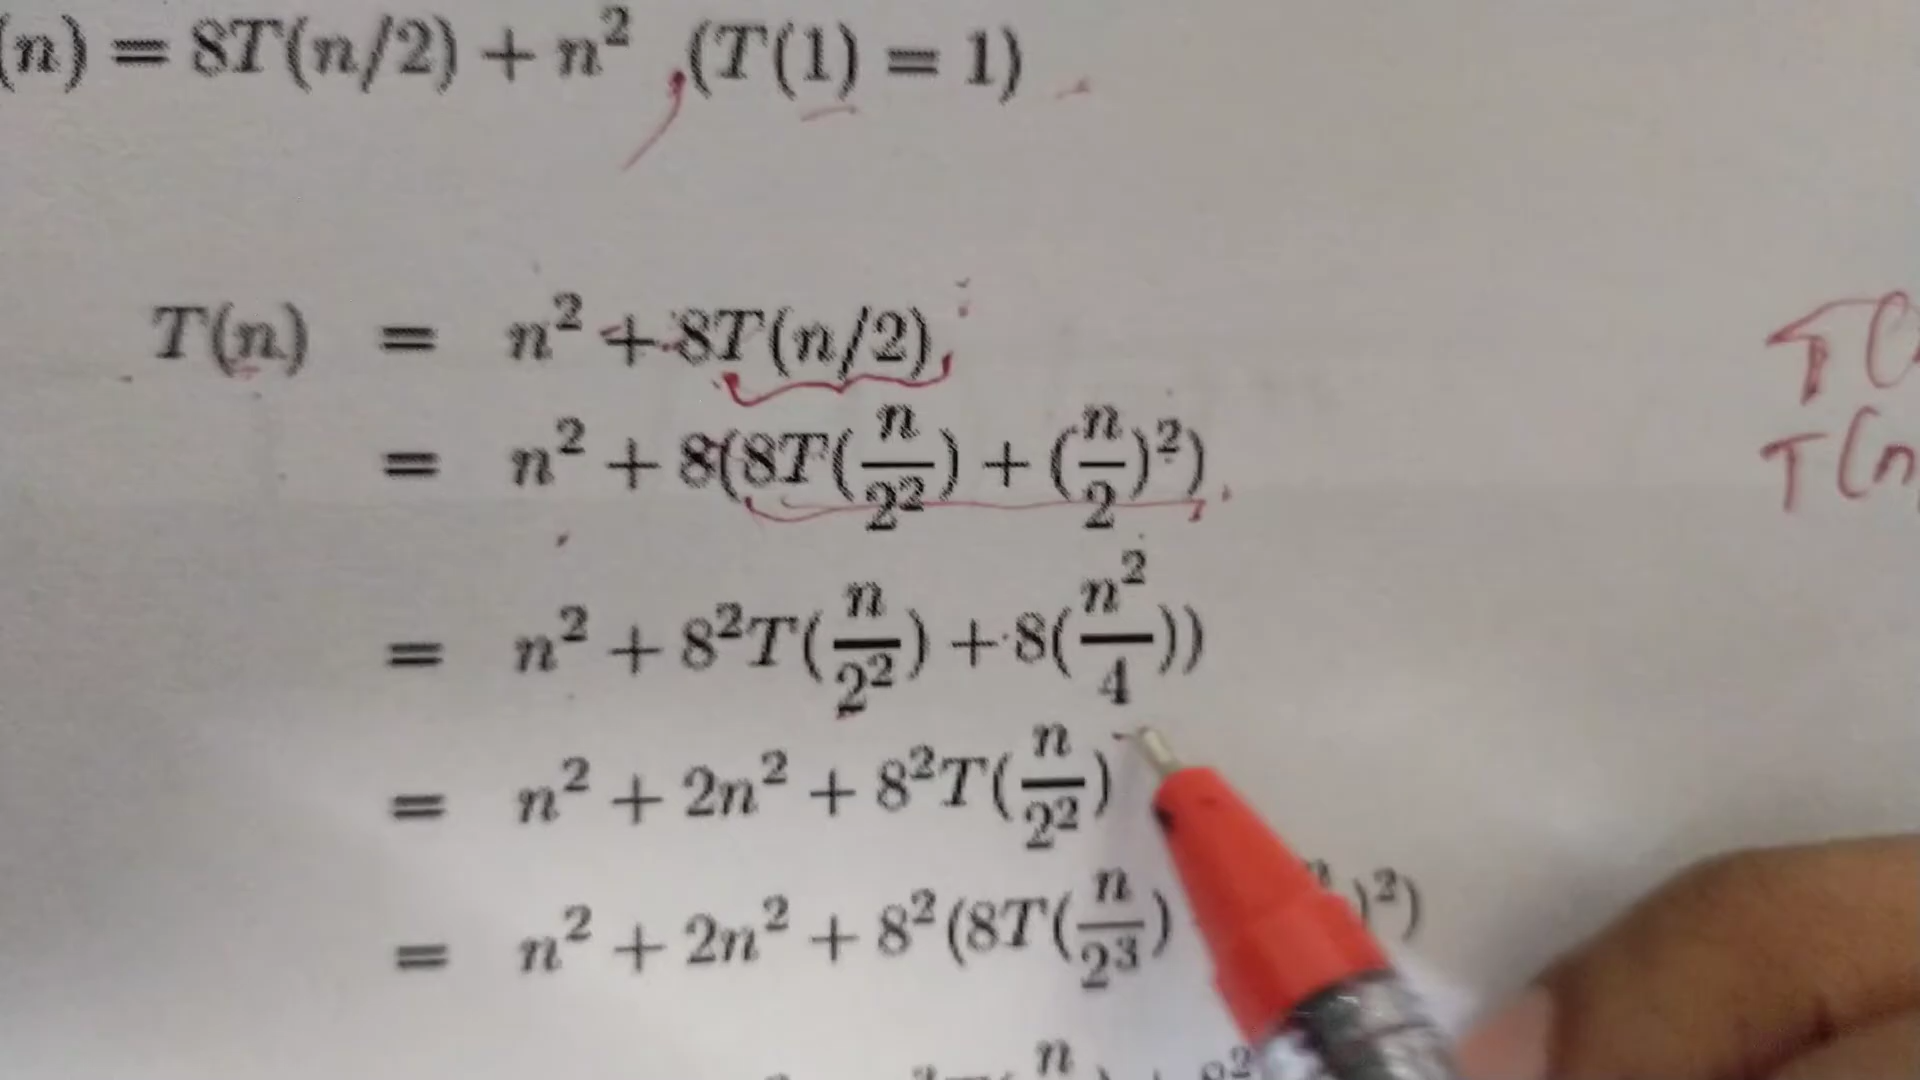 (n) = 8T(n/2) + n² , (T(1) = 1)
T(n) = n² + 8T(n/2)
= n² + 8(8T(n/2²) + (n/2)²)
= n² + 8²T(n/2²) + 8(n²/4))
= n² + 2n² + 8²T(n/2²)
= n² + 2n² + 8²(8T(n/2³) )²)
T(
T(n